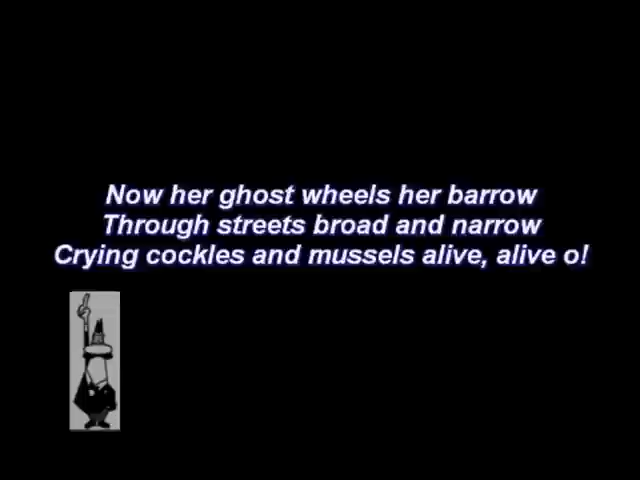 Now her ghost wheels her barrow
Through streets broad and narrow
Crying cockles and mussels alive, alive o!